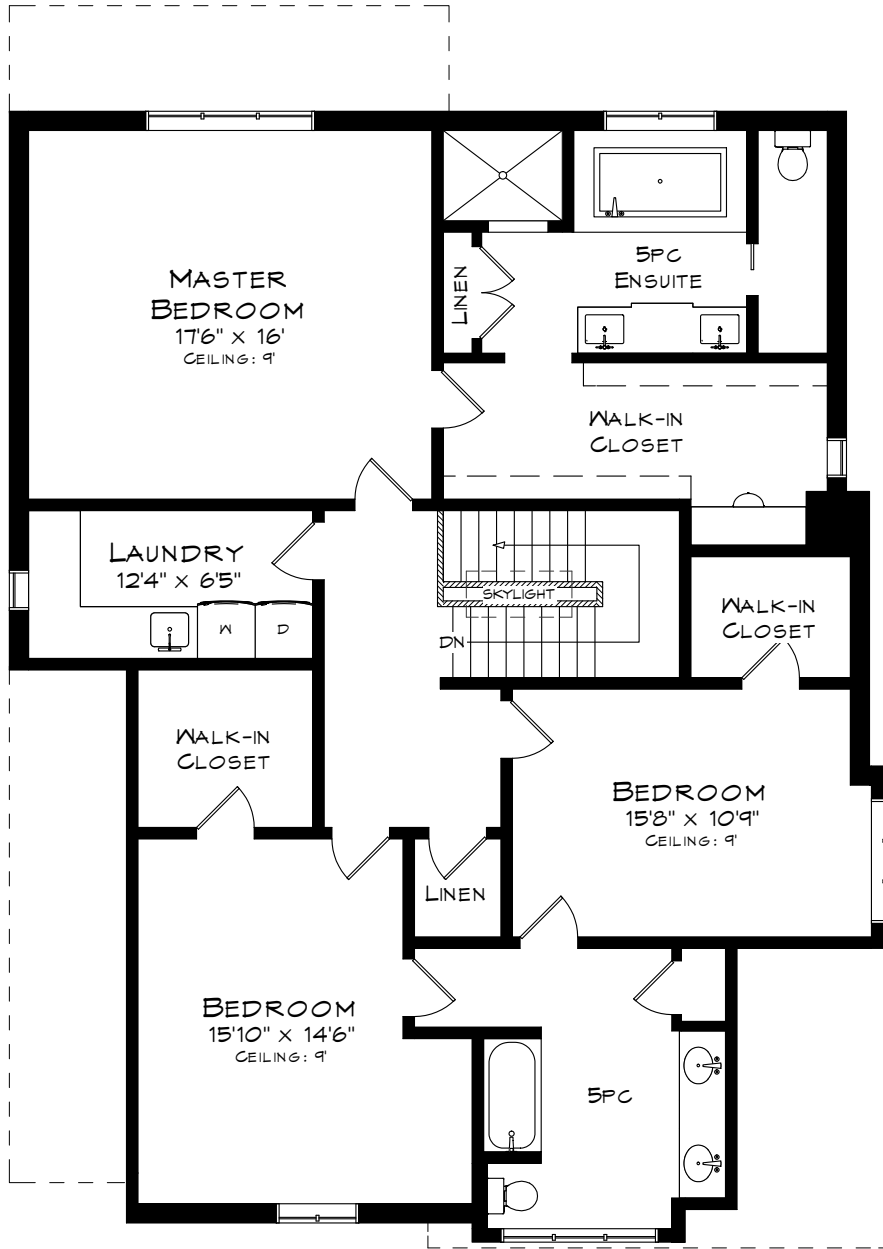 MASTER
BEDROOM
17'6" X 16'
CEILING: 9'
LINEN
5PC
ENSUITE
WALK-IN
CLOSET
LAUNDRY
12'4" X 6'5"
W
D
SKYLIGHT
DN
WALK-IN
CLOSET
WALK-IN
CLOSET
BEDROOM
15'8" X 10'9"
CEILING: 9'
LINEN
BEDROOM
15'10" X 14'6"
CEILING: 9'
5PC